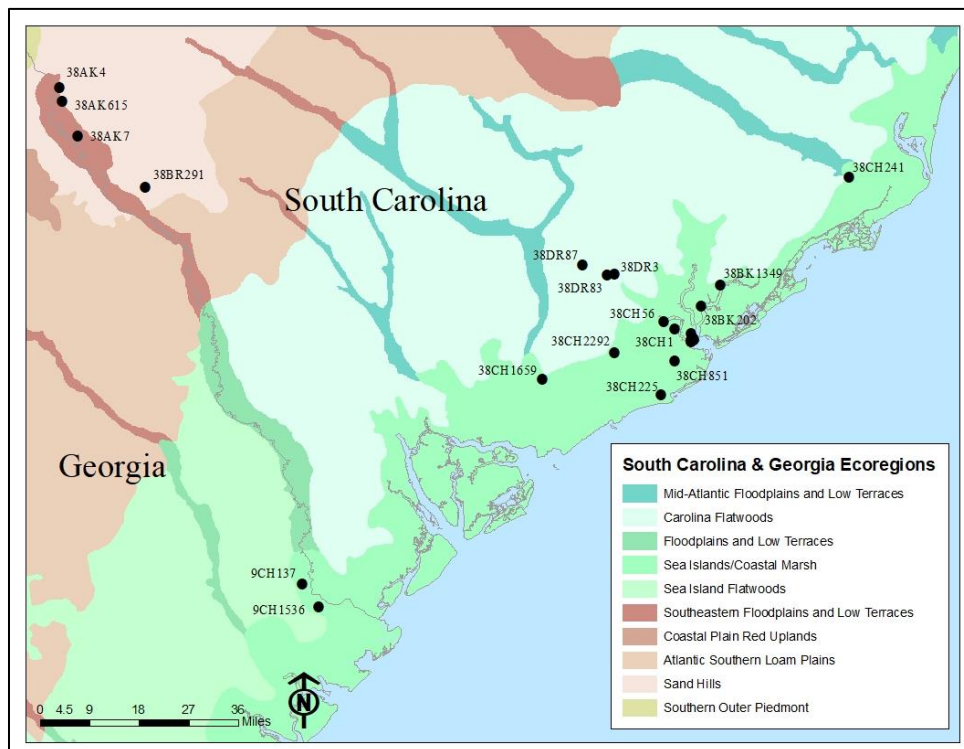 38AK4
38AK615
38AK7
38BR291
South Carolina
38CH241
38DR87
38DR3
38DR83
38BK1349
38CH56
38BK202
38CH1
38CH2292
38CH1659
38CH851
38CH225
Georgia
9CH137
9CH1536
N
0 4.5 9 18 27 36
Miles
South Carolina & Georgia Ecoregions
Mid-Atlantic Floodplains and Low Terraces
Carolina Flatwoods
Floodplains and Low Terraces
Sea Islands/Coastal Marsh
Sea Island Flatwoods
Southeastern Floodplains and Low Terraces
Coastal Plain Red Uplands
Atlantic Southern Loam Plains
Sand Hills
Southern Outer Piedmont